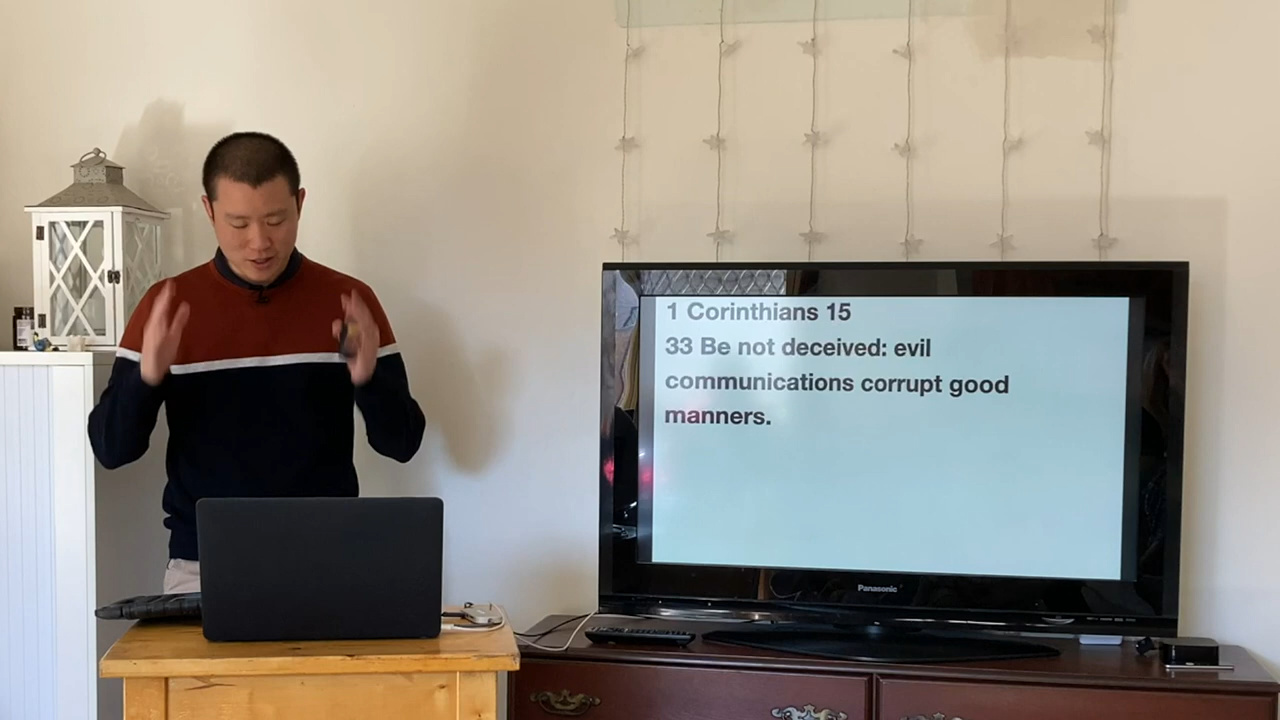 1 Corinthians 15
33 Be not deceived: evil
communications corrupt good
manners.
Panasonic